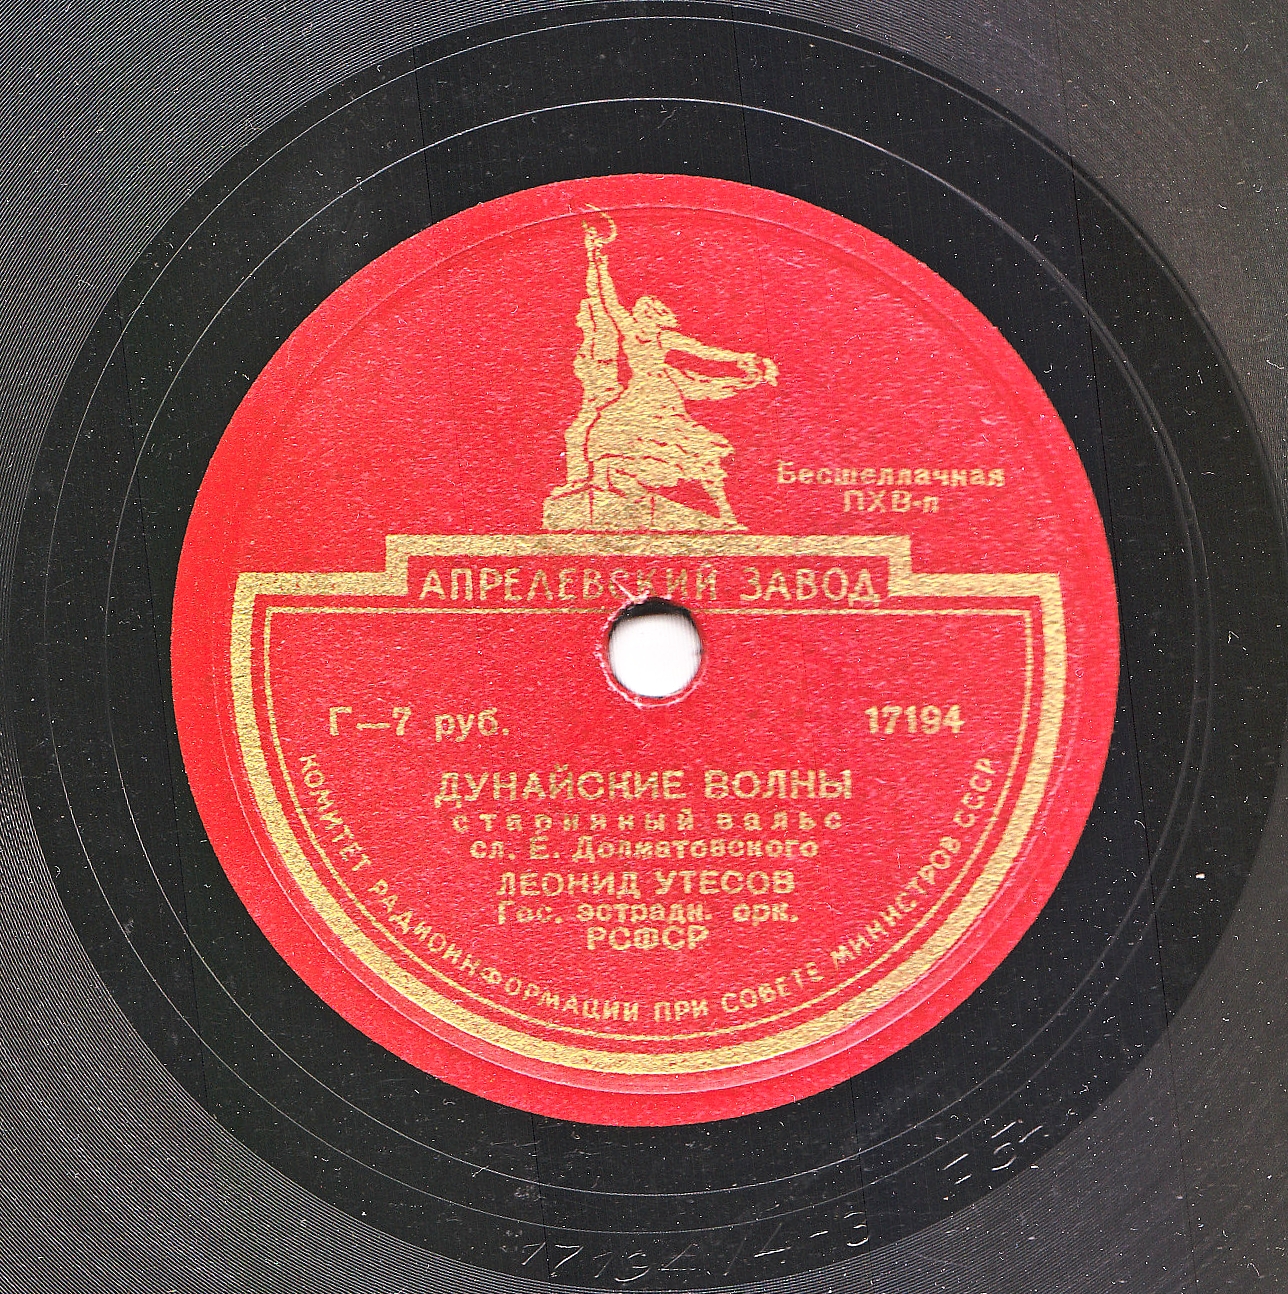 Бесшеллачная
ПХВ-п
АПРЕЛЕВСКИЙ ЗАВОД
Г—7 руб. 17194
ДУНАЙСКИЕ ВОЛНЫ
старинный вальс
сл. Е. Долматовского
ЛЕОНИД УТЕСОВ
Гос. эстрадн. орк.
РСФСР
КОМИТЕТ РАДИОИНФОРМАЦИИ ПРИ СОВЕТЕ МИНИСТРОВ СССР